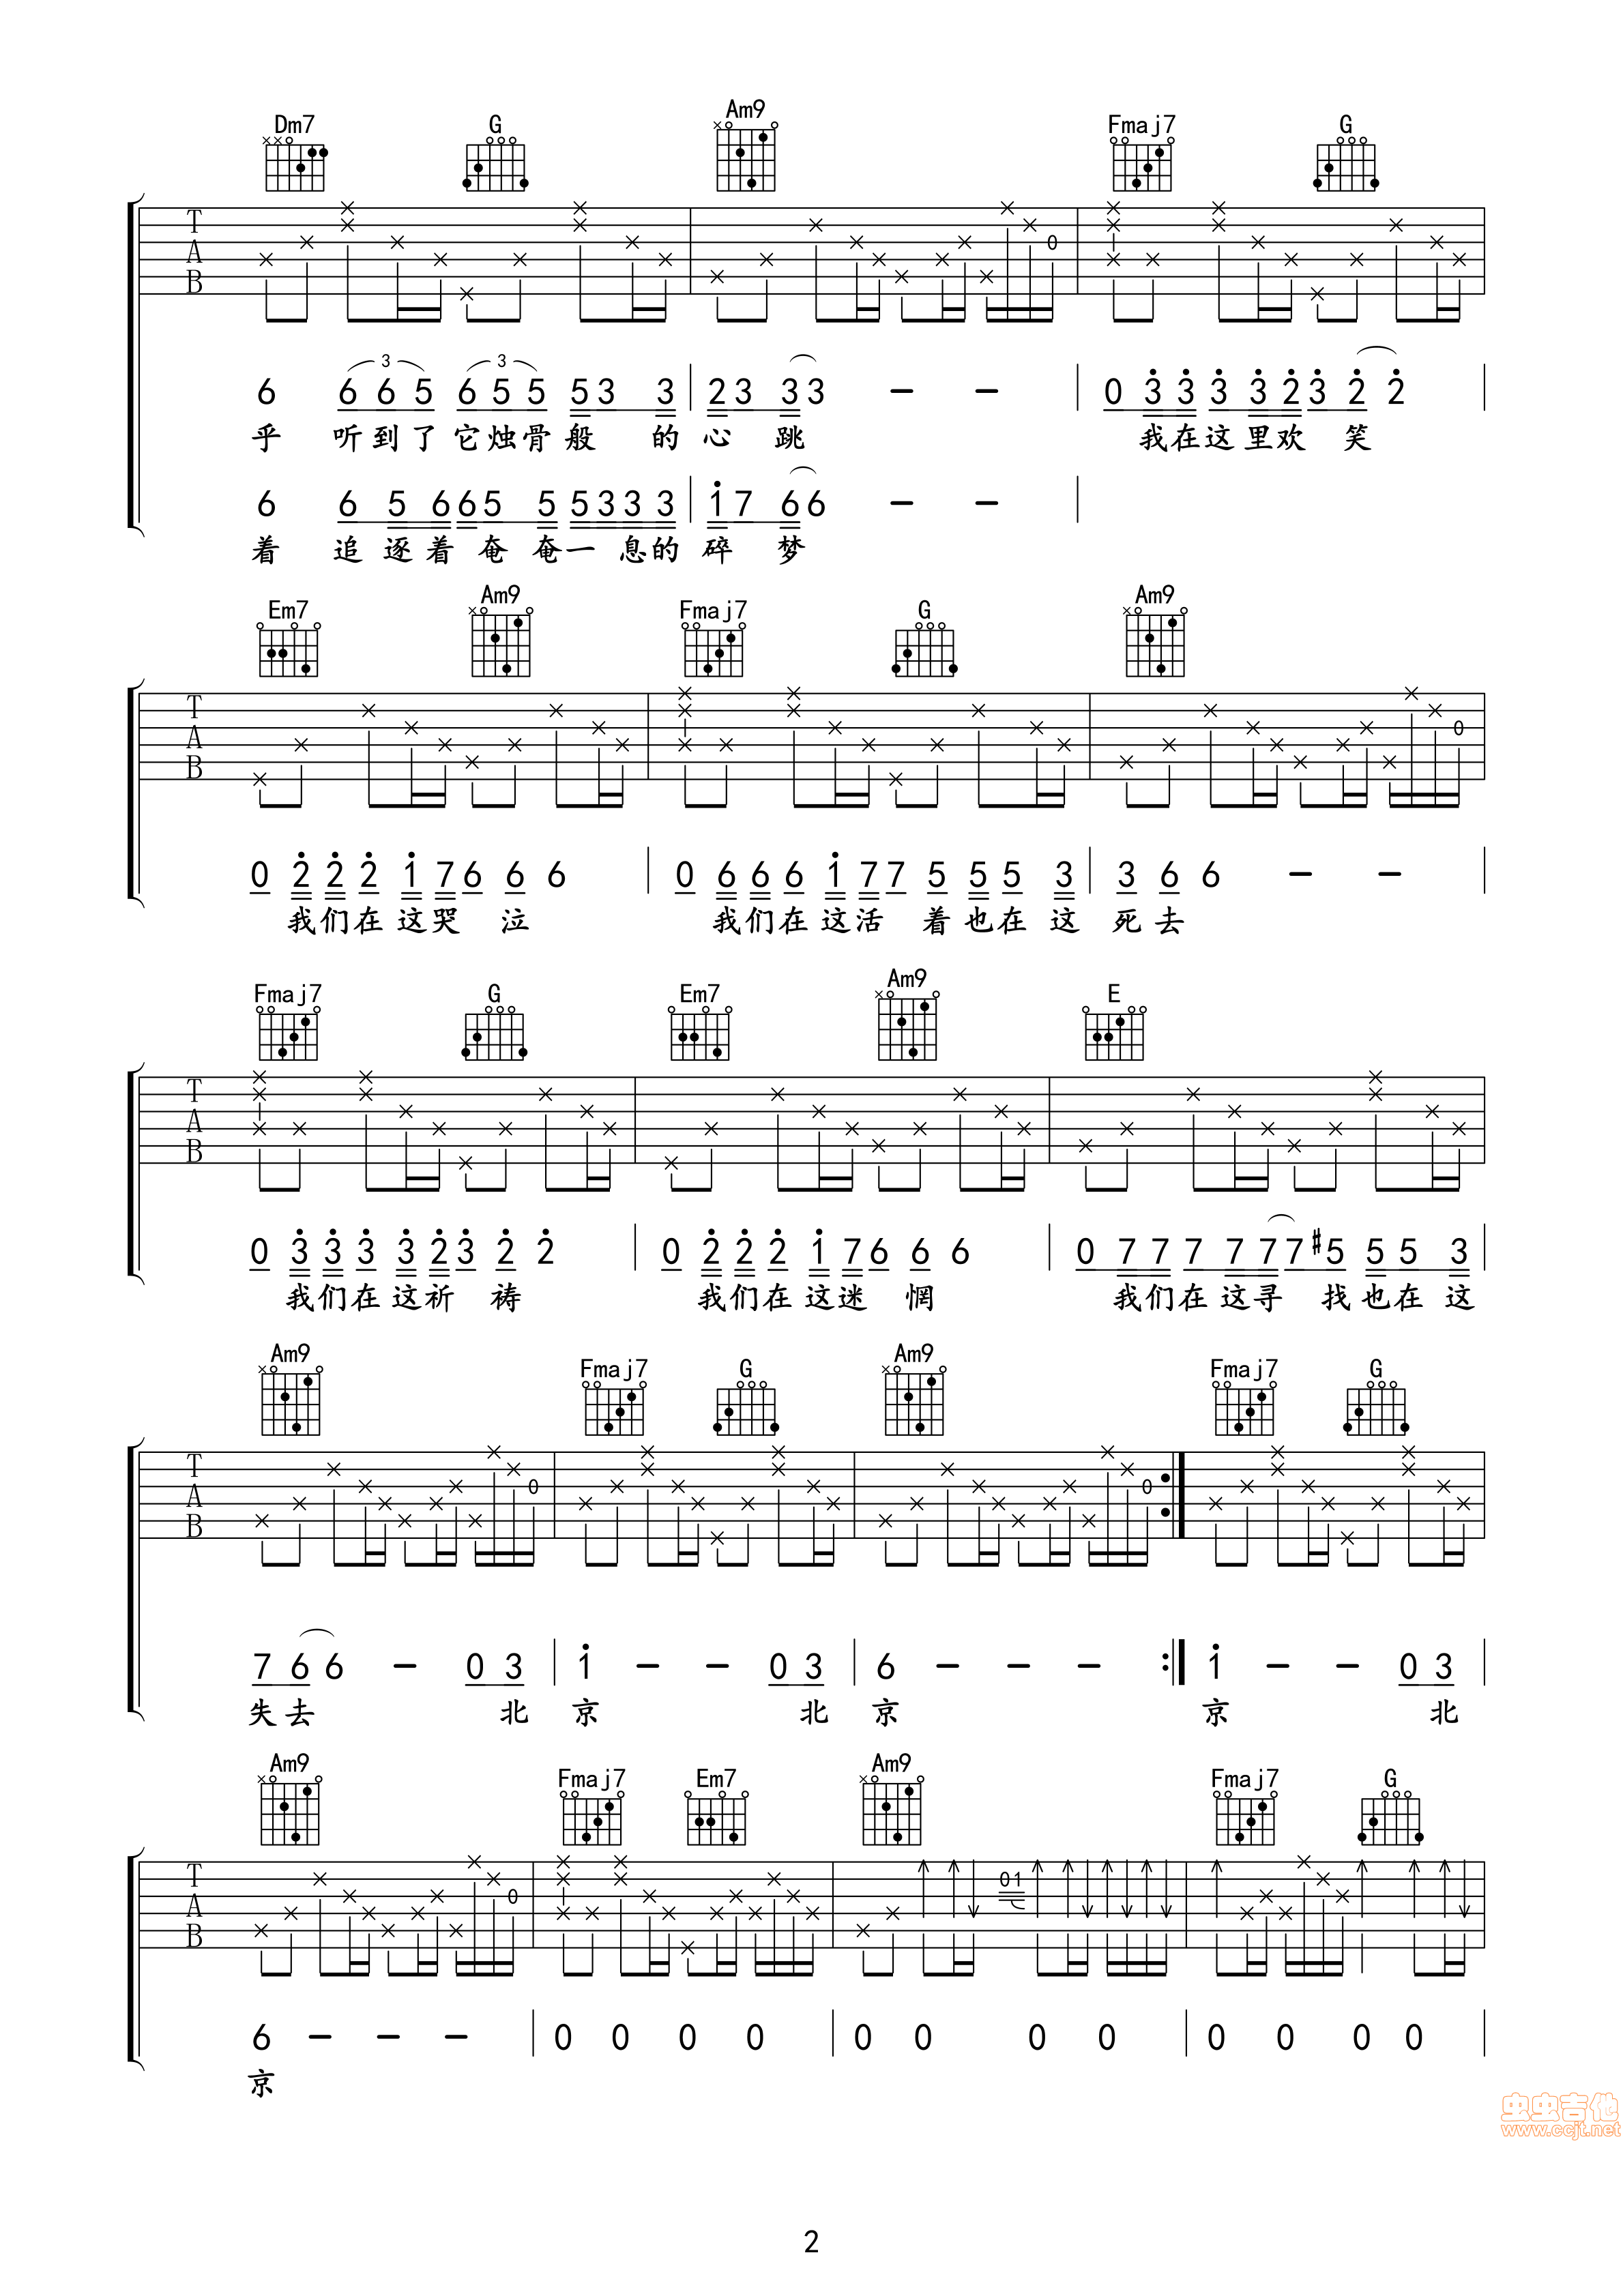 Dm7 G Am9 Fmaj7 G
T A B
6 6 6 5 6 5 5 5 3 3 2 3 3 3 - - 0 3 3 3 3 2 3 2 2
乎 听到了它烛骨般 的心 跳 我在这里欢 笑
6 6 5 6 6 5 5 5 3 3 3 1 7 6 6 - -
着 追逐着奄奄一息的碎 梦
Em7 Am9 Fmaj7 G Am9
T A B 0
0 2 2 2 1 7 6 6 6 0 6 6 6 1 7 7 5 5 5 3 3 6 6 - -
我们在这哭 泣 我们在这活 着也在这 死去
Fmaj7 G Em7 Am9 E
T A B
0 3 3 3 3 2 3 2 2 0 2 2 2 1 7 6 6 6 0 7 7 7 7 7 7 #5 5 5 3
我们在这祈 祷 我们在这迷 惘 我们在这寻 找也在这
Am9 Fmaj7 G Am9 Fmaj7 G
T A B 0 0
7 6 6 - 0 3 1 - - 0 3 6 - - - 1 - - 0 3
失去 北 京 北 京 京 北
Am9 Fmaj7 Em7 Am9 Fmaj7 G
T A B 0 01
6 - - - 0 0 0 0 0 0 0 0 0 0 0 0
京
虫虫吉他
www.ccjt.net
2